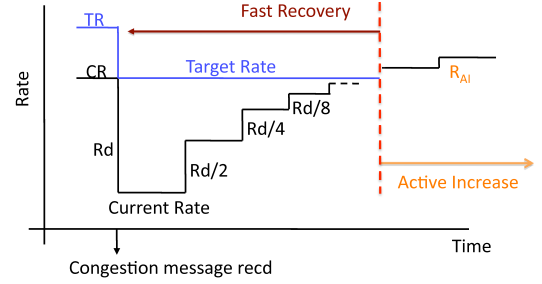 Fast Recovery
TR
CR
Target Rate
R_AI
Rate
Rd/8
Rd/4
Rd
Rd/2
Active Increase
Current Rate
Time
Congestion message recd